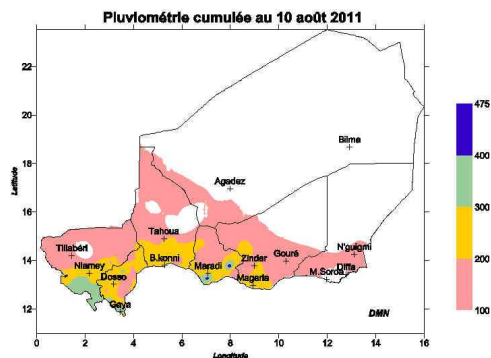 Pluviométrie cumulée au 10 août 2011
22
20
18
16
14
12
Latitude
Bilma
Agadez
Tahoua
Tillabéri
N'guigmi
Zinder
Gouré
Niamey
B.konni
Maradi
Diffa
M.Soroa
Dosso
Magaria
Gaya
DMN
0 2 4 6 8 10 12 14 16
Longitude
475
400
300
200
100